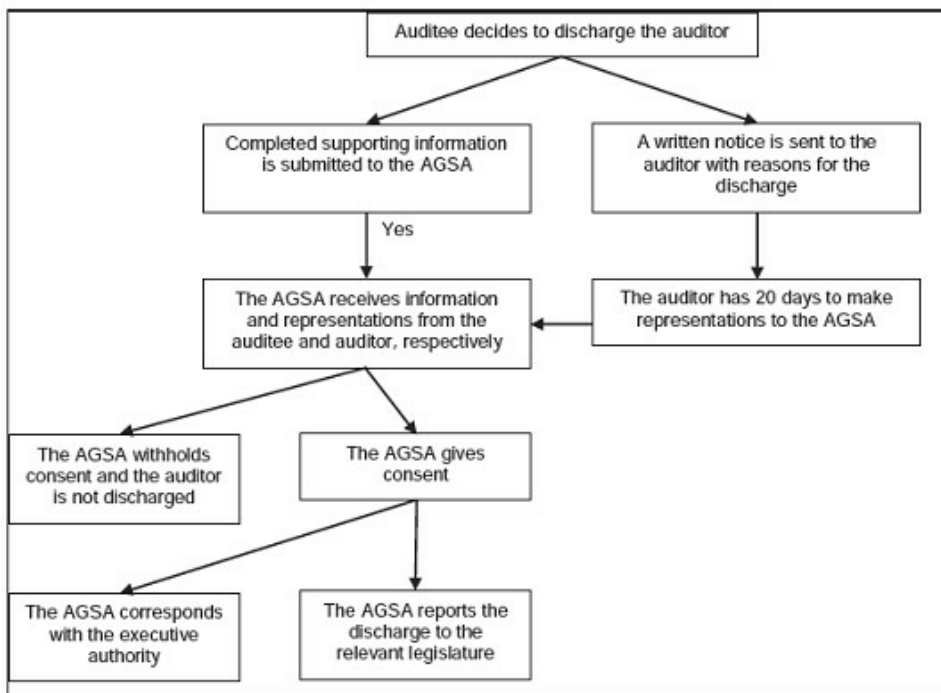 Auditee decides to discharge the auditor
Completed supporting information
is submitted to the AGSA
A written notice is sent to the
auditor with reasons for the
discharge
Yes
The AGSA receives information
and representations from the
auditee and auditor, respectively
The auditor has 20 days to make
representations to the AGSA
The AGSA withholds
consent and the auditor
is not discharged
The AGSA gives
consent
The AGSA corresponds
with the executive
authority
The AGSA reports the
discharge to the
relevant legislature